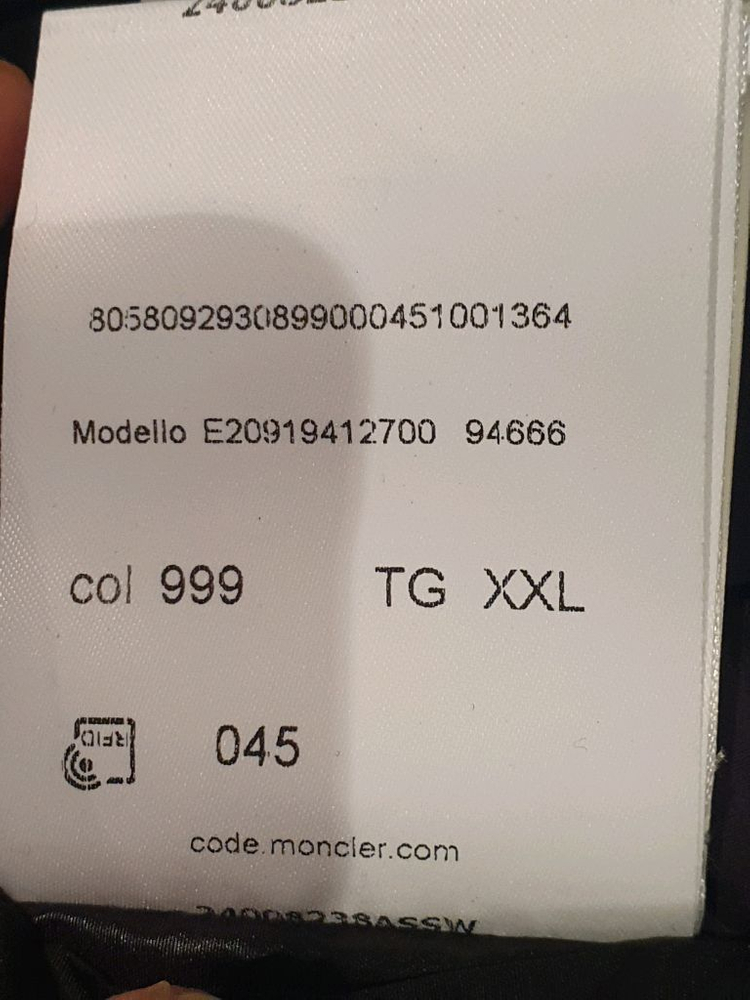 8058092930899000451001364
Modello E20919412700 94666
col 999 TG XXL
RFID 045
code.moncler.com